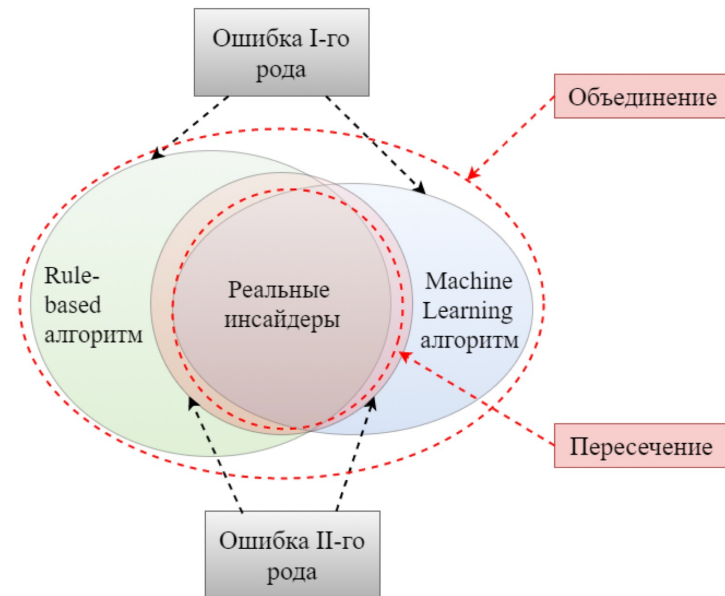 Ошибка I-го
рода
Объединение
Rule-
based
алгоритм
Реальные
инсайдеры
Machine
Learning
алгоритм
Пересечение
Ошибка II-го
рода